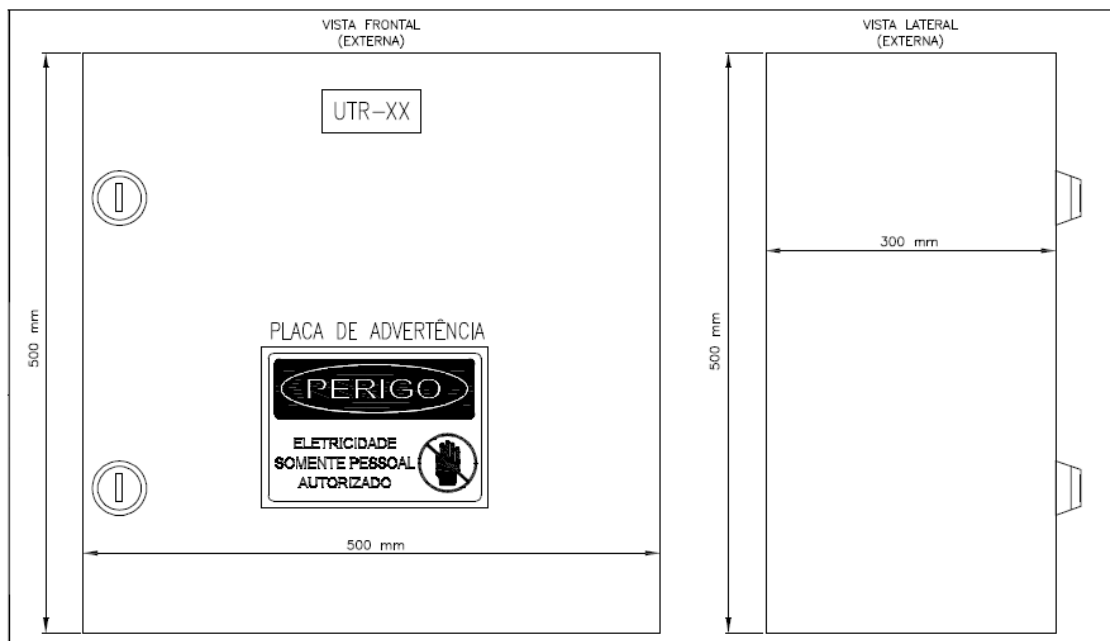 VISTA FRONTAL
(EXTERNA)
UTR-XX
500 mm
PLACA DE ADVERTÊNCIA
PERIGO
ELETRICIDADE
SOMENTE PESSOAL
AUTORIZADO
500 mm
VISTA LATERAL
(EXTERNA)
300 mm
500 mm